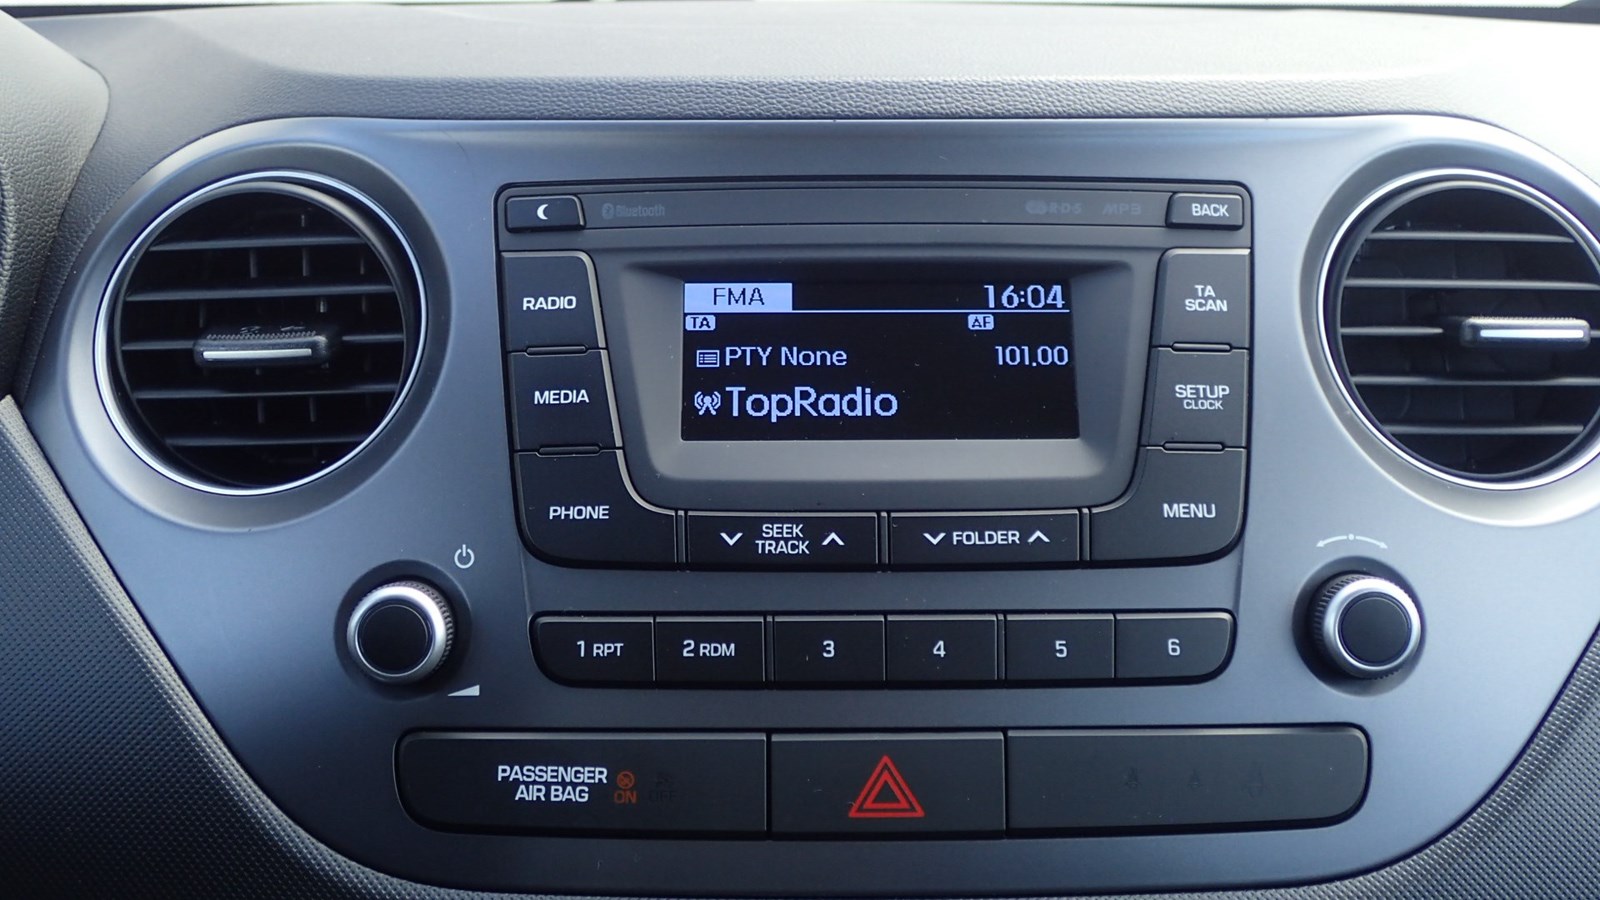 Bluetooth
R·D·S
MP3
BACK
RADIO
FMA
16:04
TA
SCAN
TA
AF
PTY None
101.00
MEDIA
TopRadio
SETUP
CLOCK
PHONE
SEEK
TRACK
FOLDER
MENU
1 RPT
2 RDM
3
4
5
6
PASSENGER
AIR BAG
ON
OFF